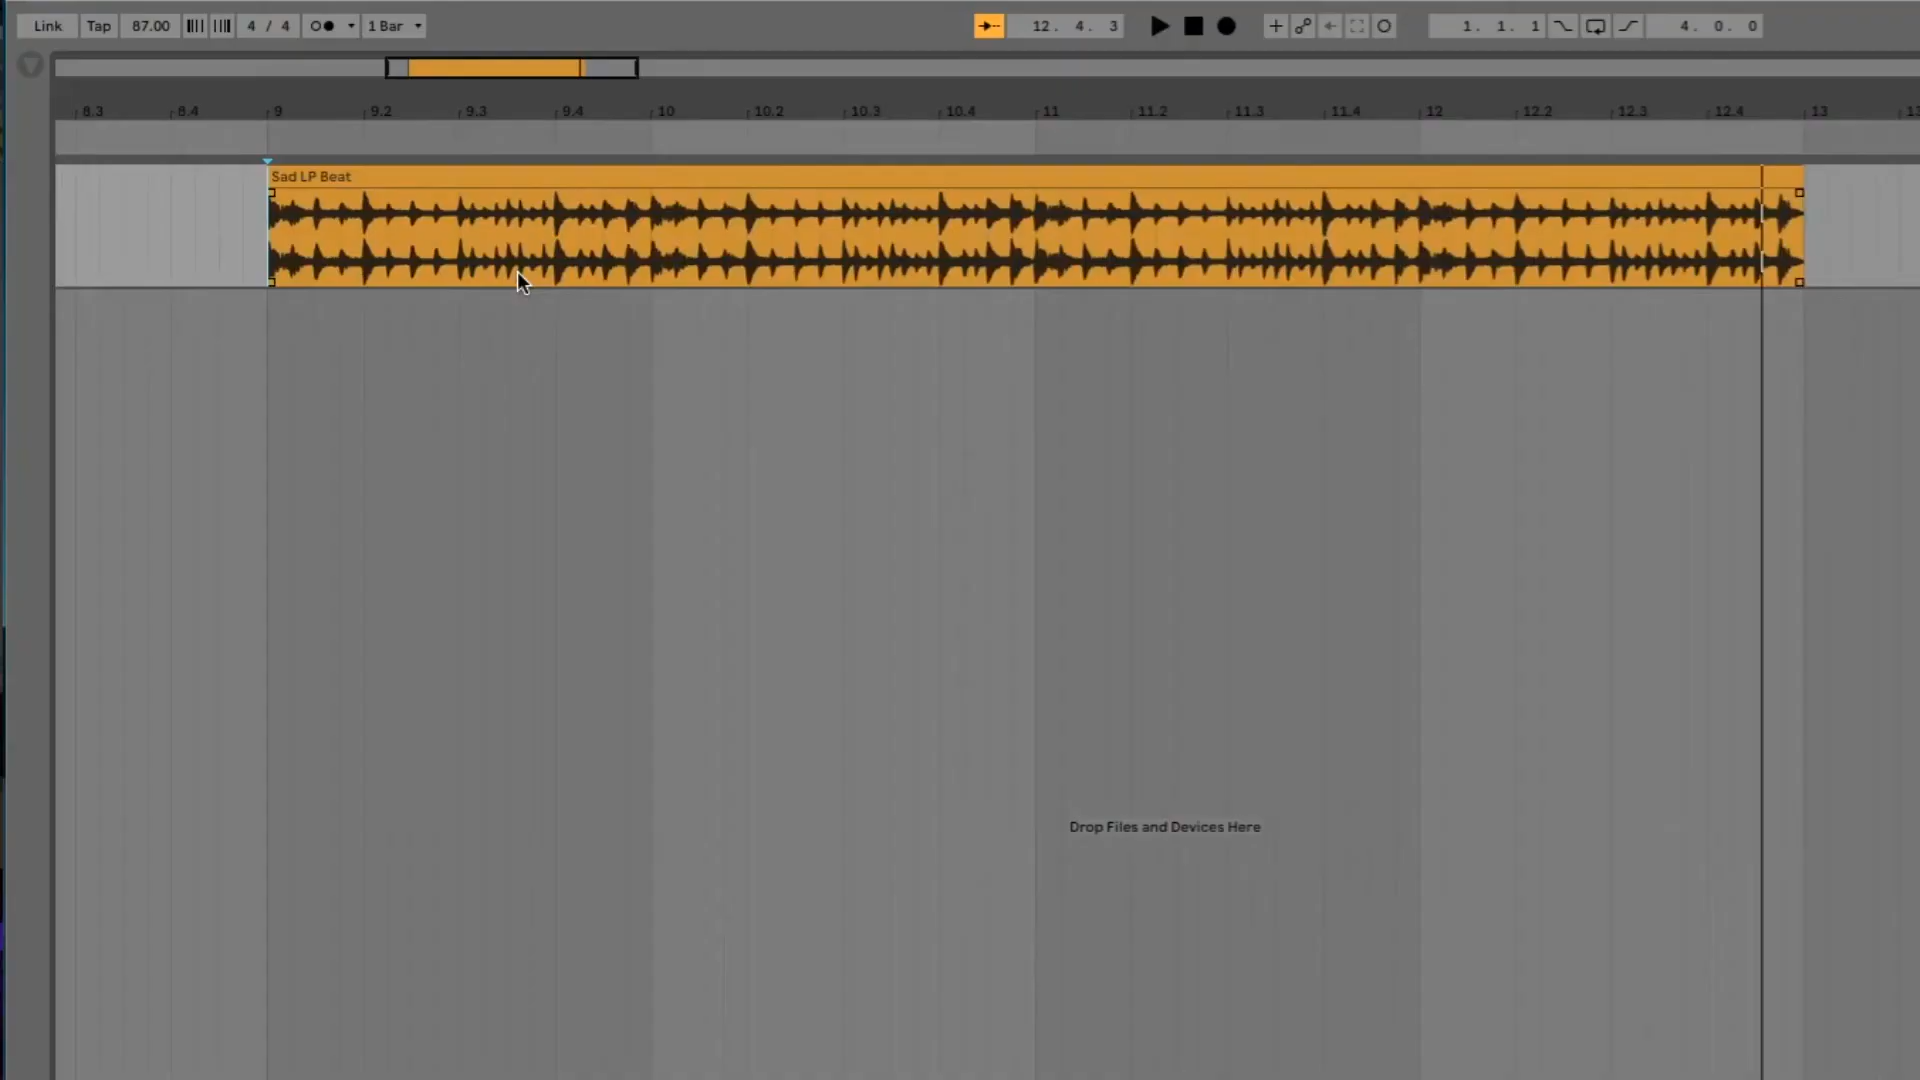 Link Tap 87.00 4 / 4 1 Bar 12. 4. 3 1. 1. 1 4. 0. 0
8.3 8.4 9 9.2 9.3 9.4 10 10.2 10.3 10.4 11 11.2 11.3 11.4 12 12.2 12.3 12.4 13 13
Sad LP Beat
Drop Files and Devices Here